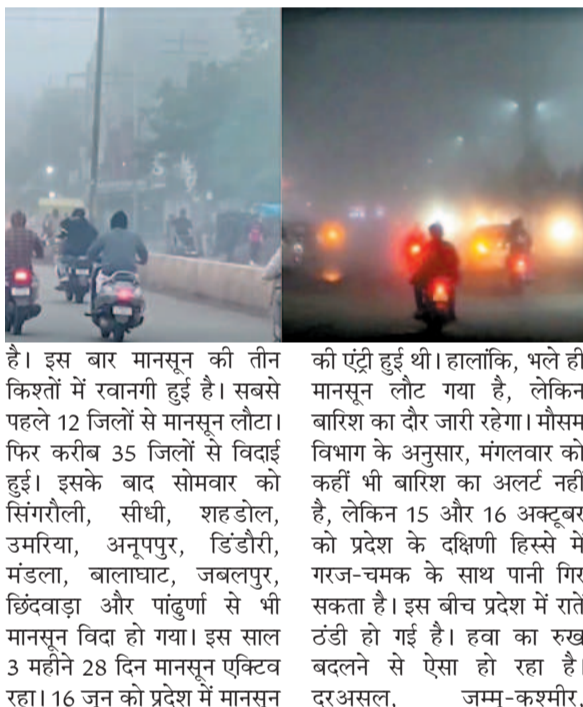 है। इस बार मानसून की तीन
किश्तों में रवानगी हुई है। सबसे
पहले 12 जिलों से मानसून लौटा।
फिर करीब 35 जिलों से विदाई
हुई। इसके बाद सोमवार को
सिंगरौली, सीधी, शहडोल,
उमरिया, अनूपपुर, डिंडौरी,
मंडला, बालाघाट, जबलपुर,
छिंदवाड़ा और पांढुर्णा से भी
मानसून विदा हो गया। इस साल
3 महीने 28 दिन मानसून एक्टिव
रहा। 16 जून को प्रदेश में मानसून
की एंट्री हुई थी। हालांकि, भले ही
मानसून लौट गया है, लेकिन
बारिश का दौर जारी रहेगा। मौसम
विभाग के अनुसार, मंगलवार को
कहीं भी बारिश का अलर्ट नहीं
है, लेकिन 15 और 16 अक्टूबर
को प्रदेश के दक्षिणी हिस्से में
गरज-चमक के साथ पानी गिर
सकता है। इस बीच प्रदेश में रातें
ठंडी हो गई है। हवा का रुख
बदलने से ऐसा हो रहा है।
दरअसल, जम्मू-कश्मीर,